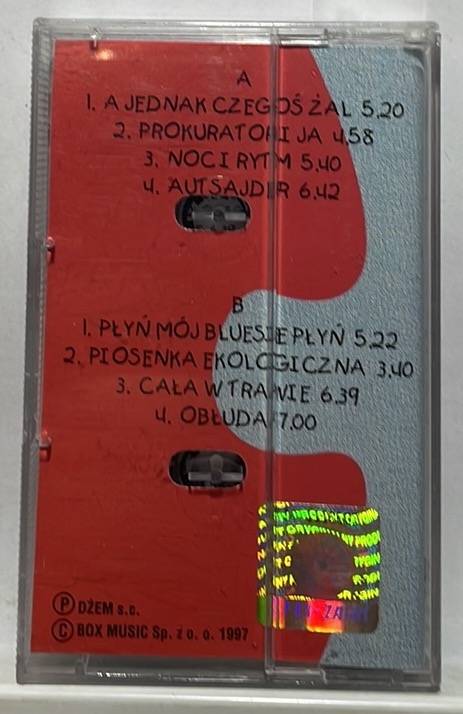 A
1. A JEDNAK CZEGOŚ ŻAL 5.20
2. PROKURATOR I JA 4.58
3. NOC I RYTM 5.40
4. AUTSAJDER 6.42
B
1. PŁYŃ MÓJ BLUESIE PŁYŃ 5.22
2. PIOSENKA EKOLOGICZNA 3.40
3. CAŁA W TRAWIE 6.39
4. OBŁUDA 7.00
Ⓟ DŻEM s.c.
© BOX MUSIC Sp. z o. o. 1997